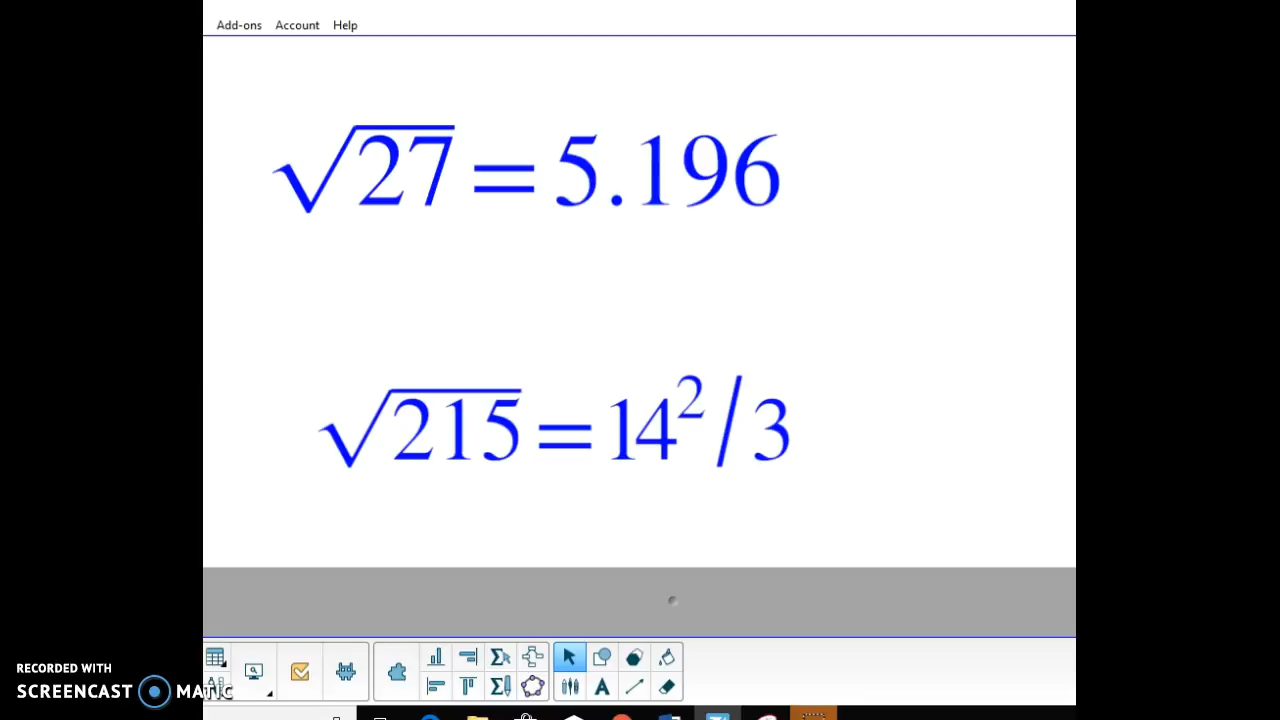 Add-ons Account Help
√27 = 5.196
√215 = 14²/3
RECORDED WITH
SCREENCAST MATIC